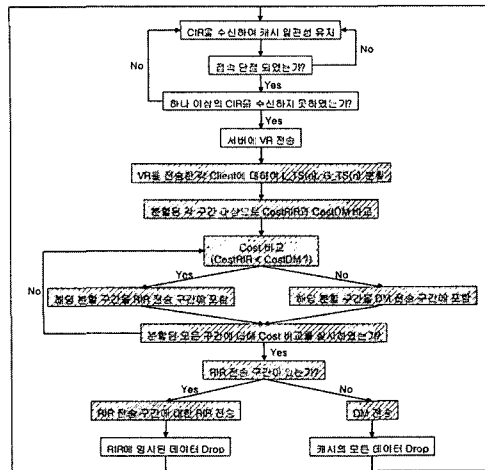 CIR을 수신하여 캐시 일관성 유지
No
No
접속 단절 되었는가?
Yes
하나 이상의 CIR을 수신하지 못하였는가?
Yes
서버에 VR 전송
VR을 전송한 각 Client에 대하여 L_TS(n), G_TS(n) 분할
분할된 각 구간 대상으로 CostRIR과 CostDM 비교
Cost 비교
(CostRIR < CostDM?)
Yes
No
No
해당 분할 구간을 RIR 전송 구간에 포함
해당 분할 구간을 DM 전송 구간에 포함
분할된 모든 구간에 대해 Cost 비교를 실시하였는가?
Yes
RIR 전송 구간이 있는가?
Yes
No
RIR 전송 구간에 대한 RIR 전송
DM 전송
RIR에 명시된 데이터 Drop
캐시의 모든 데이터 Drop